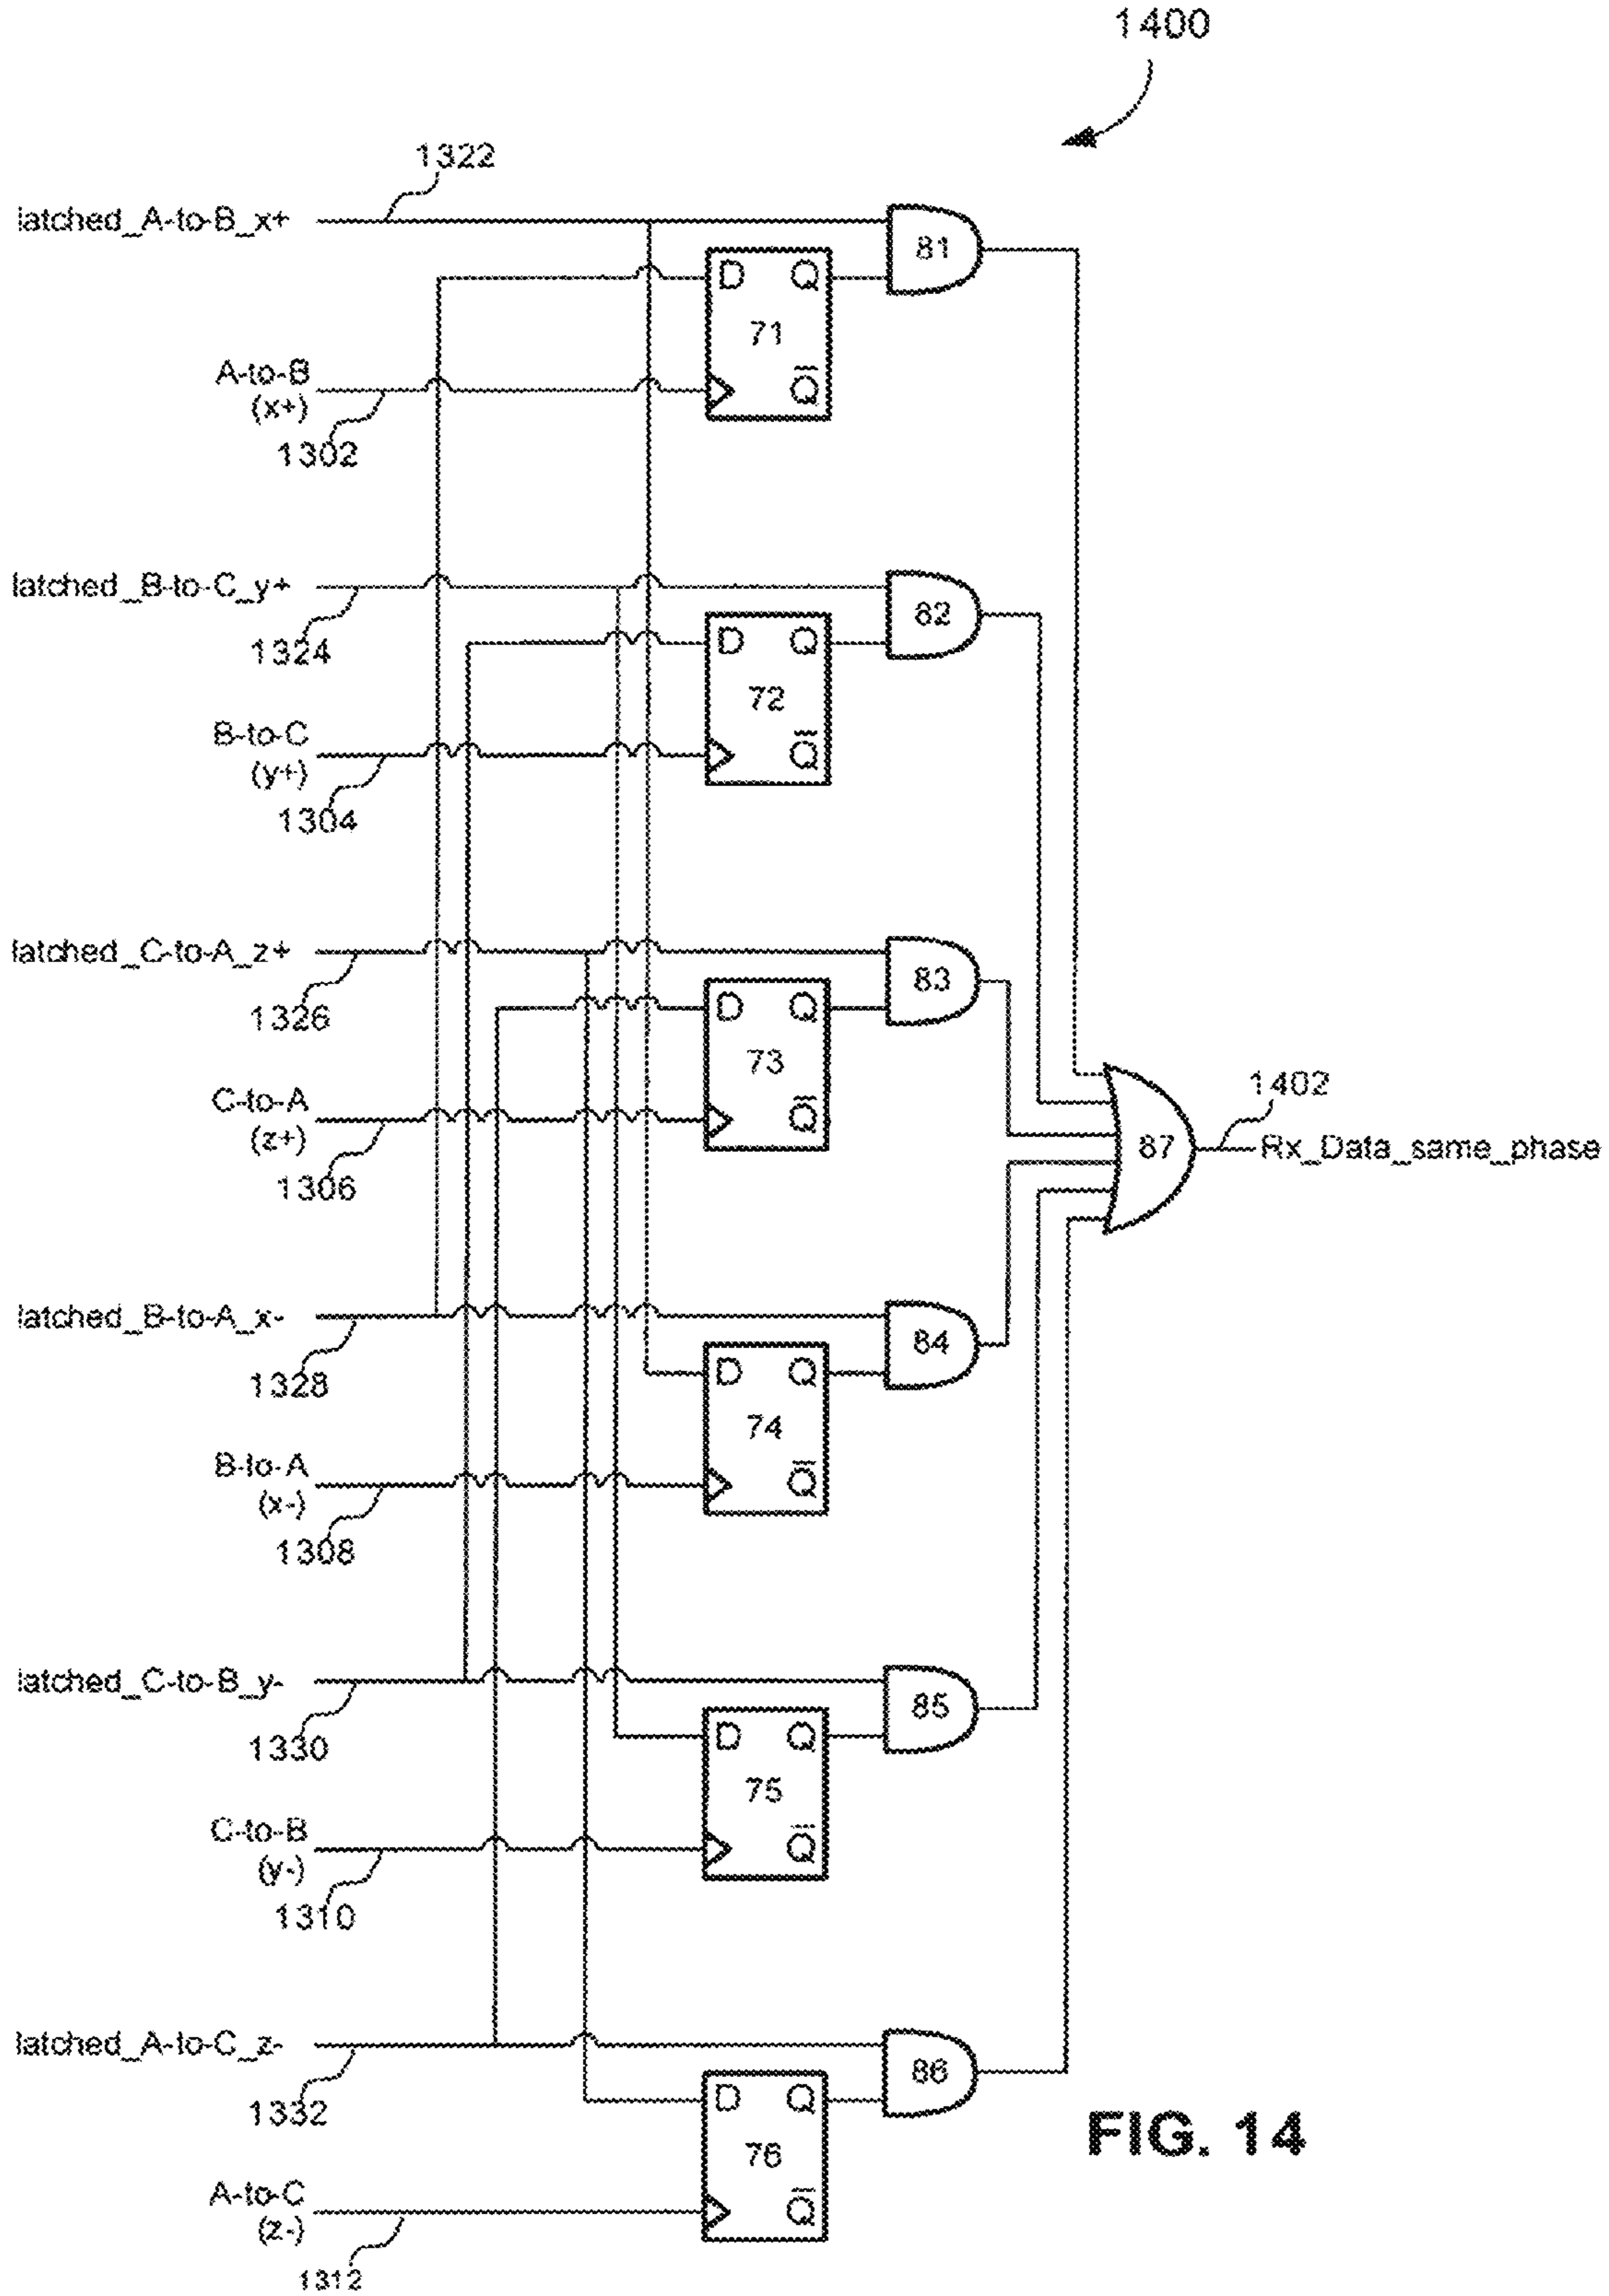 1400
1322
latched_A-to-B_x+
81
D Q
71
A-to-B
(x+)
Q
1302
latched_B-to-C_y+
82
1324
D Q
72
B-to-C
(y+)
Q
1304
latched_C-to-A_z+
83
1326
D Q
73
1402
C-to-A
(z+)
Q
87
Rx_Data_same_phase
1306
latched_B-to-A_x-
84
1328
D Q
74
B-to-A
(x-)
Q
1308
latched_C-to-B_y-
85
1330
D Q
75
C-to-B
(y-)
Q
1310
latched_A-to-C_z-
86
1332
D Q
76
FIG. 14
A-to-C
(z-)
Q
1312